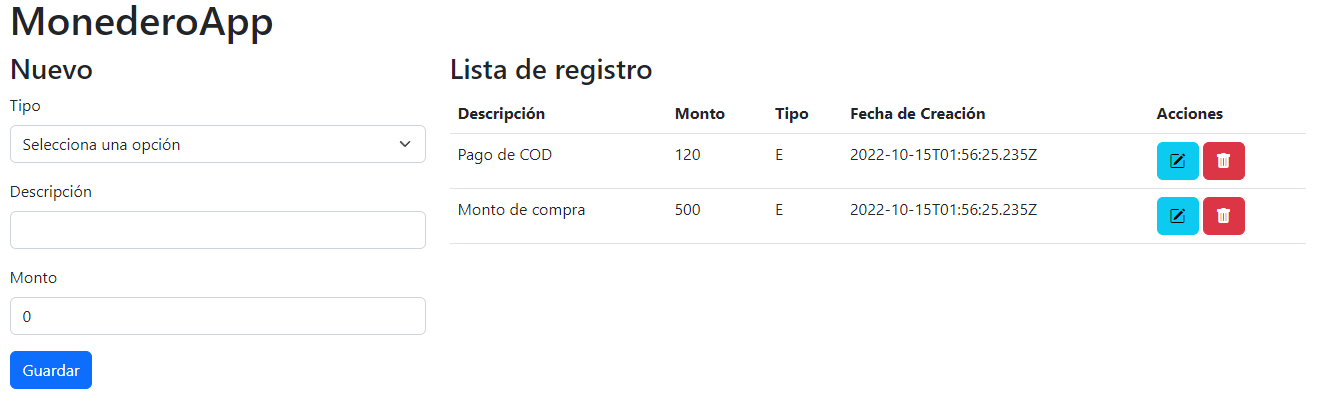 MonederoApp
Nuevo
Tipo
Selecciona una opción
Descripción
Monto
0
Guardar
Lista de registro
Descripción Monto Tipo Fecha de Creación Acciones
Pago de COD 120 E 2022-10-15T01:56:25.235Z
Monto de compra 500 E 2022-10-15T01:56:25.235Z